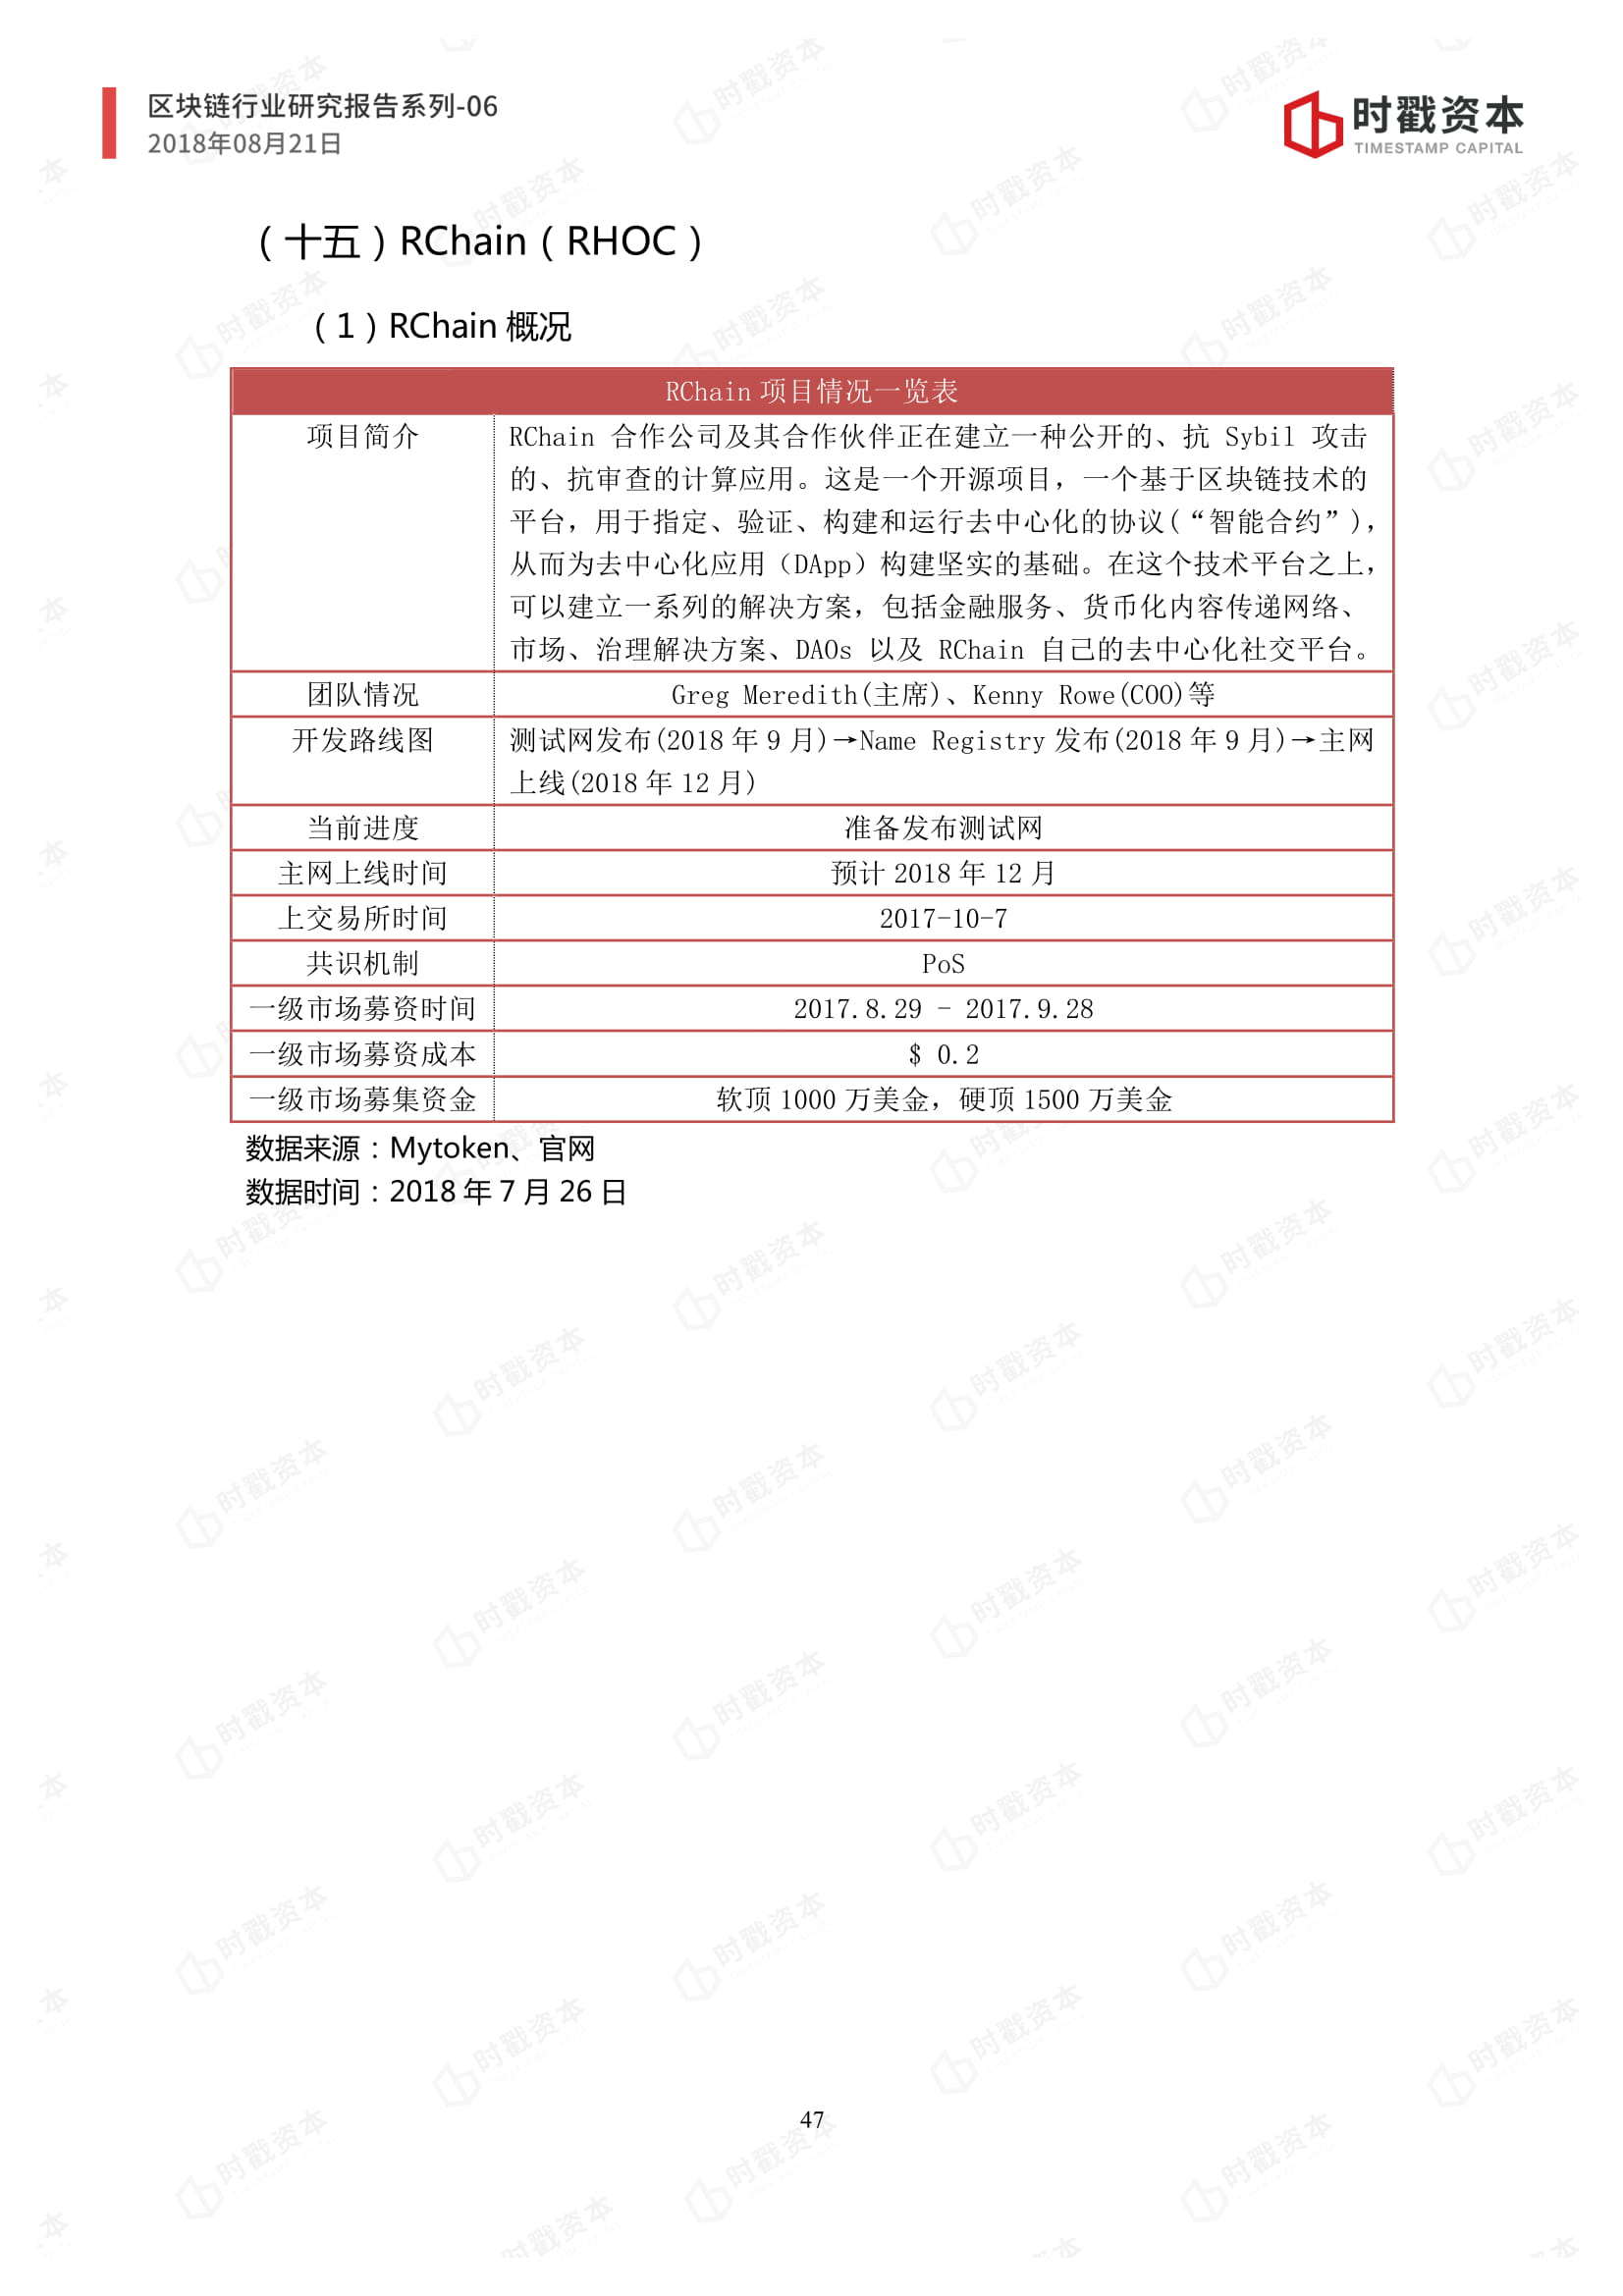 区块链行业研究报告系列-06
2018年08月21日
时戳资本
TIMESTAMP CAPITAL
（十五）RChain（RHOC）
（1）RChain 概况
RChain 项目情况一览表
项目简介
RChain 合作公司及其合作伙伴正在建立一种公开的、抗 Sybil 攻击
的、抗审查的计算应用。这是一个开源项目，一个基于区块链技术的
平台，用于指定、验证、构建和运行去中心化的协议(“智能合约”)，
从而为去中心化应用（DApp）构建坚实的基础。在这个技术平台之上，
可以建立一系列的解决方案，包括金融服务、货币化内容传递网络、
市场、治理解决方案、DAOs 以及 RChain 自己的去中心化社交平台。
团队情况 Greg Meredith(主席)、Kenny Rowe(COO)等
开发路线图 测试网发布(2018 年 9 月)→Name Registry 发布(2018 年 9 月)→主网
上线(2018 年 12 月)
当前进度 准备发布测试网
主网上线时间 预计 2018 年 12 月
上交易所时间 2017-10-7
共识机制 PoS
一级市场募资时间 2017.8.29 - 2017.9.28
一级市场募资成本 $ 0.2
一级市场募集资金 软顶 1000 万美金，硬顶 1500 万美金
数据来源：Mytoken、官网
数据时间：2018 年 7 月 26 日
47